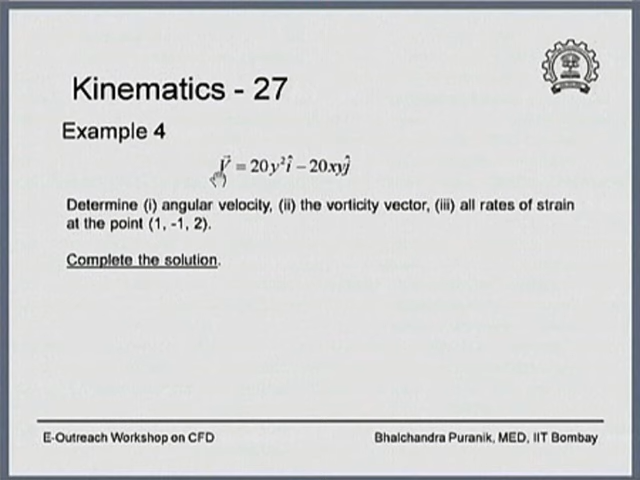 Kinematics - 27
Example 4
V⃗ = 20y²î – 20xyĵ
Determine (i) angular velocity, (ii) the vorticity vector, (iii) all rates of strain
at the point (1, -1, 2).
Complete the solution.
E-Outreach Workshop on CFD
Bhalchandra Puranik, MED, IIT Bombay